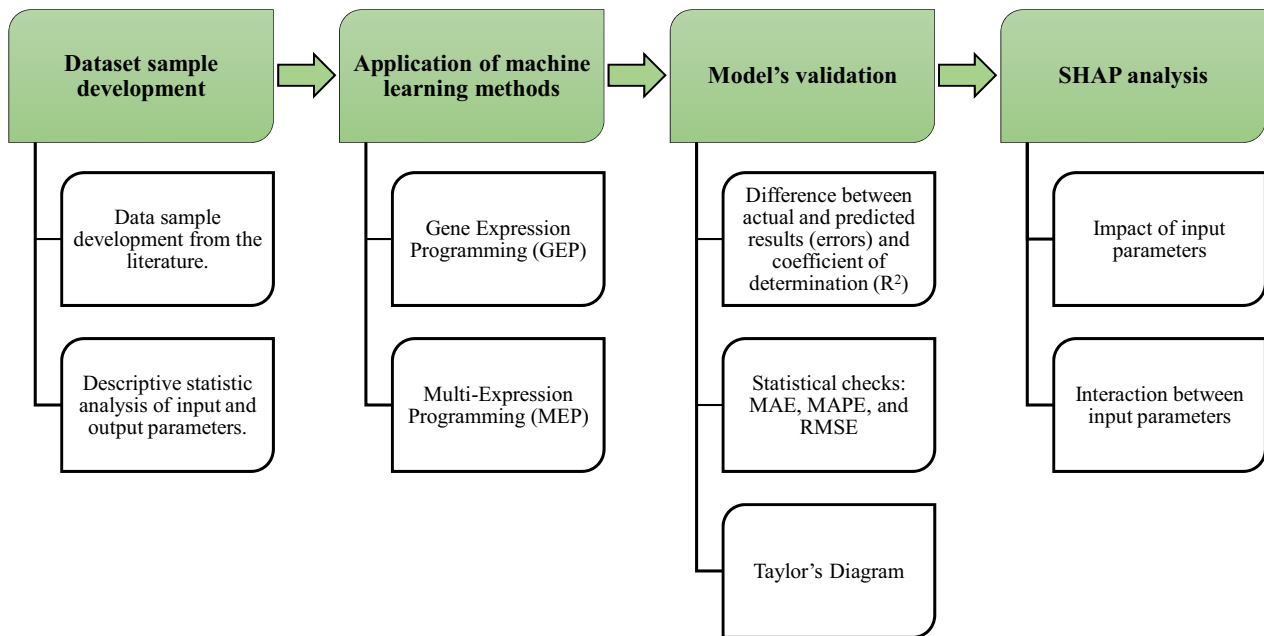 Dataset sample
development
Data sample
development from the
literature.
Descriptive statistic
analysis of input and
output parameters.
Application of machine
learning methods
Gene Expression
Programming (GEP)
Multi-Expression
Programming (MEP)
Model’s validation
Difference between
actual and predicted
results (errors) and
coefficient of
determination (R²)
Statistical checks:
MAE, MAPE, and
RMSE
Taylor’s Diagram
SHAP analysis
Impact of input
parameters
Interaction between
input parameters